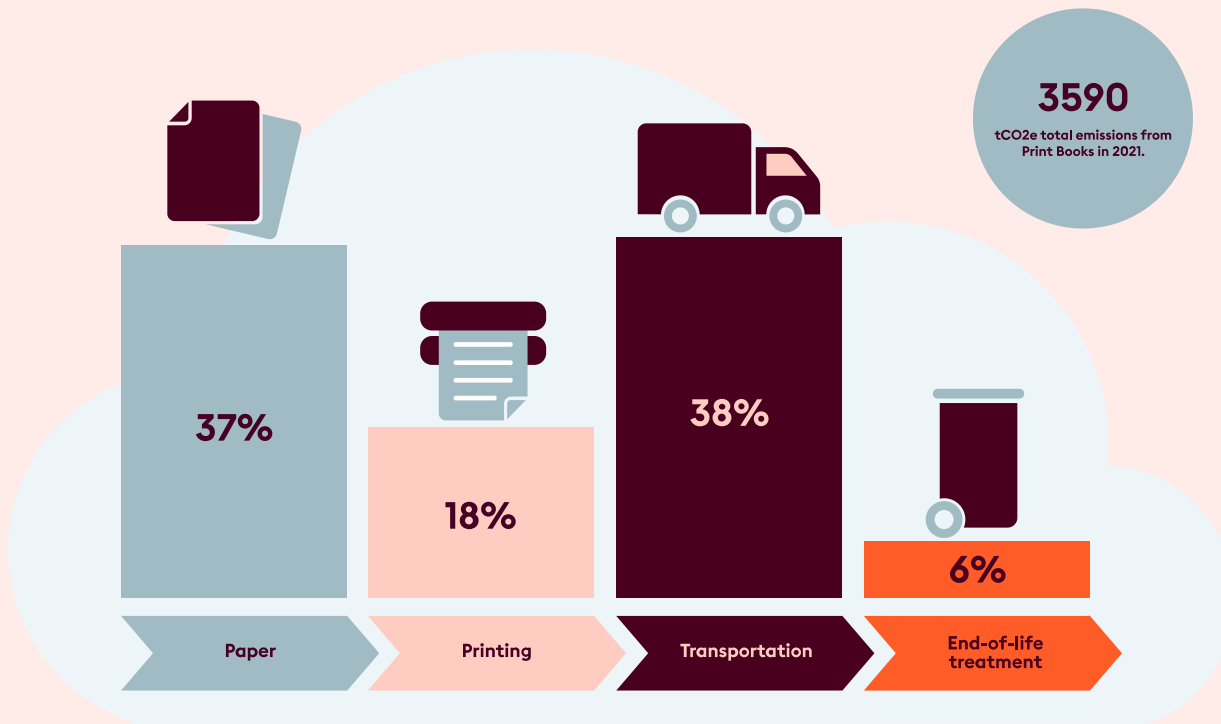 3590
tCO2e total emissions from
Print Books in 2021.
37%
18%
38%
6%
Paper
Printing
Transportation
End-of-life
treatment